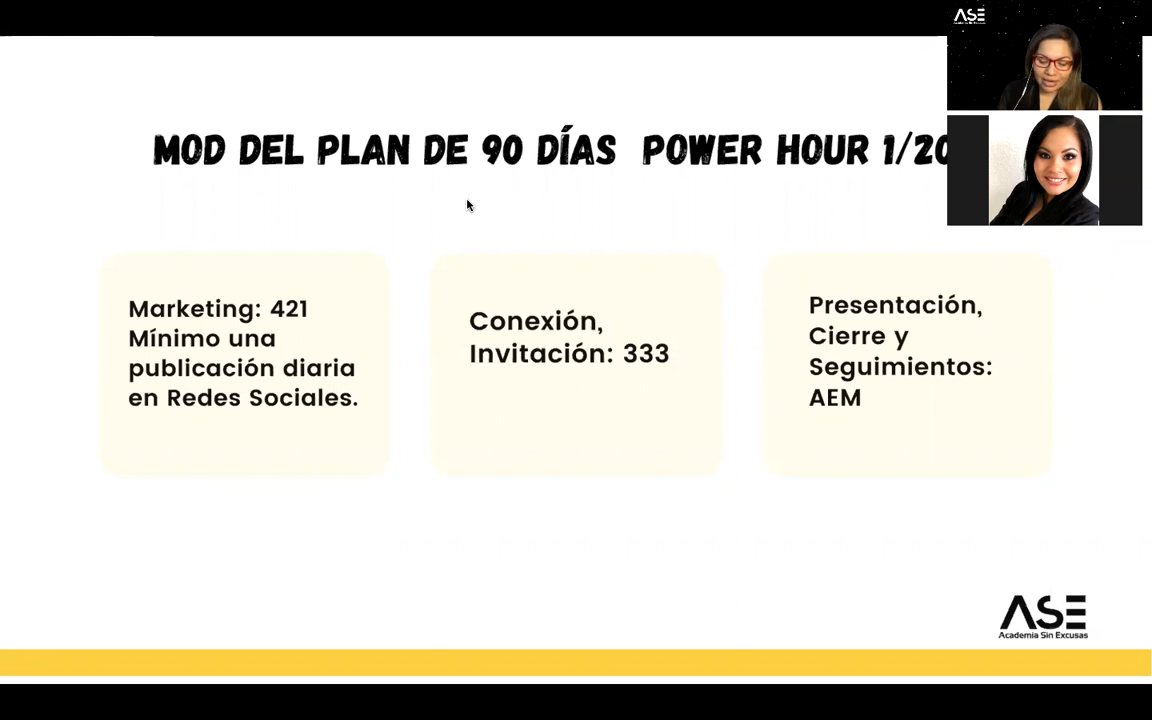 ASE
MOD DEL PLAN DE 90 DÍAS POWER HOUR 1/20
Marketing: 421
Mínimo una
publicación diaria
en Redes Sociales.
Conexión,
Invitación: 333
Presentación,
Cierre y
Seguimientos:
AEM
ASE
Academia Sin Excusas